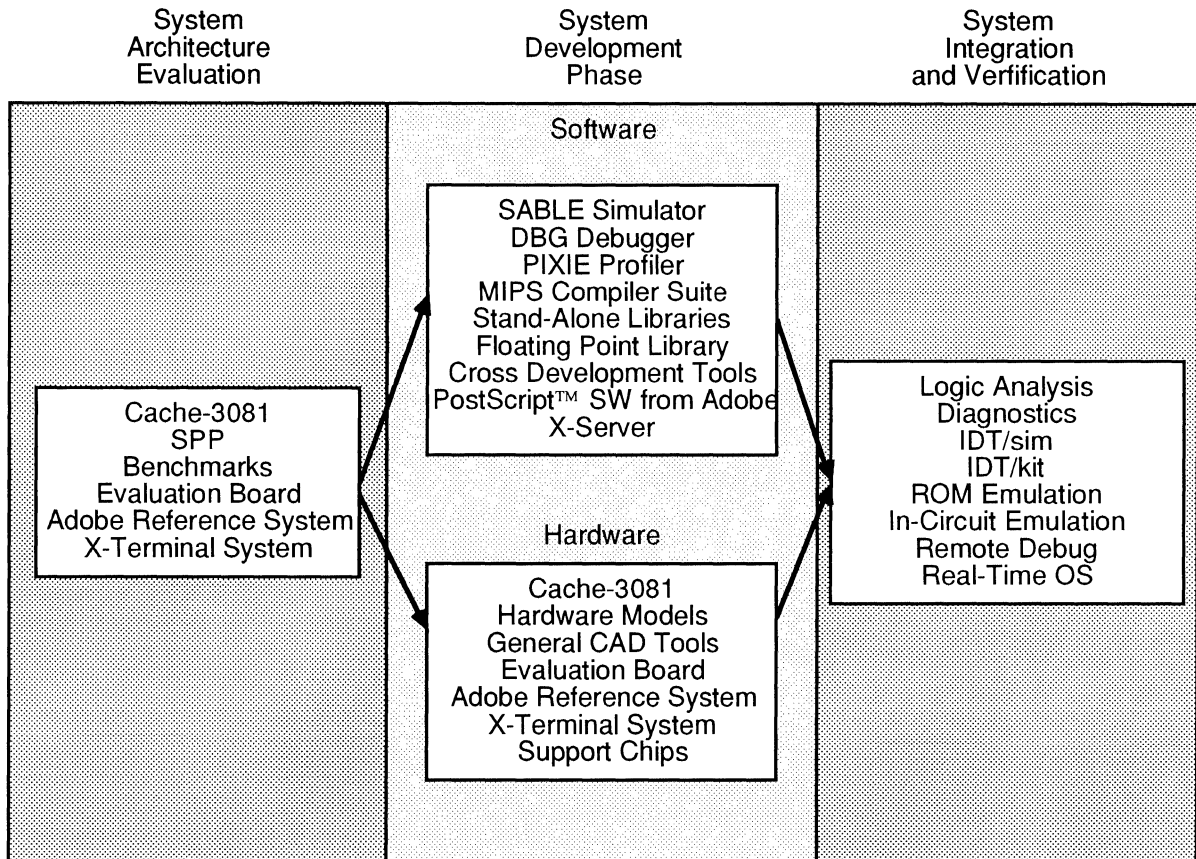 System
Architecture
Evaluation
System
Development
Phase
System
Integration
and Verfification
Software
SABLE Simulator
DBG Debugger
PIXIE Profiler
MIPS Compiler Suite
Stand-Alone Libraries
Floating Point Library
Cross Development Tools
PostScript™ SW from Adobe
X-Server
Cache-3081
SPP
Benchmarks
Evaluation Board
Adobe Reference System
X-Terminal System
Hardware
Cache-3081
Hardware Models
General CAD Tools
Evaluation Board
Adobe Reference System
X-Terminal System
Support Chips
Logic Analysis
Diagnostics
IDT/sim
IDT/kit
ROM Emulation
In-Circuit Emulation
Remote Debug
Real-Time OS